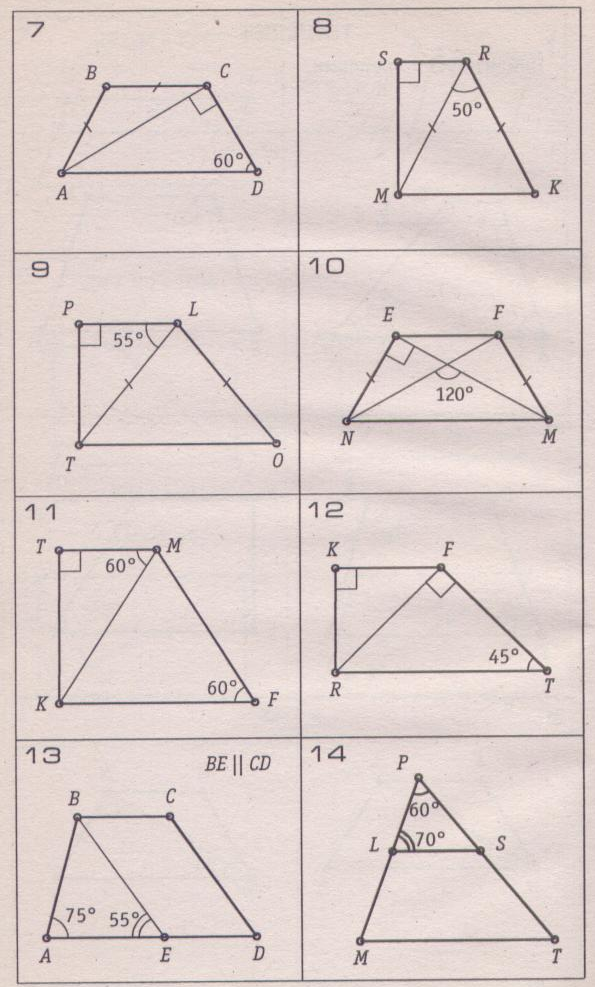 7
B C
60°
A D
8
S R
50°
M K
9
P L
55°
T O
10
E F
120°
N M
11
T M
60°
60°
K F
12
K F
45°
R T
13
BE || CD
B C
75° 55°
A E D
14
P
60°
L 70° S
M T